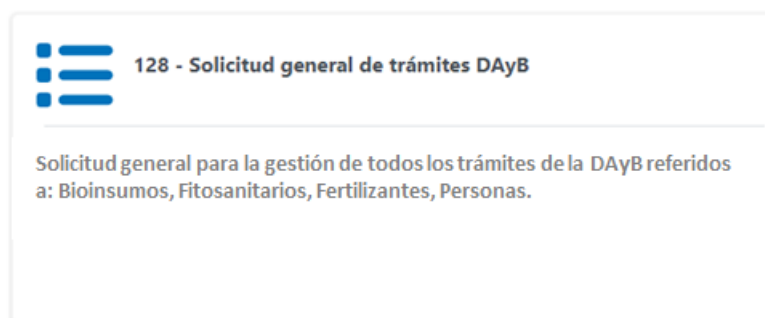 128 - Solicitud general de trámites DAyB
Solicitud general para la gestión de todos los trámites de la DAyB referidos
a: Bioinsumos, Fitosanitarios, Fertilizantes, Personas.